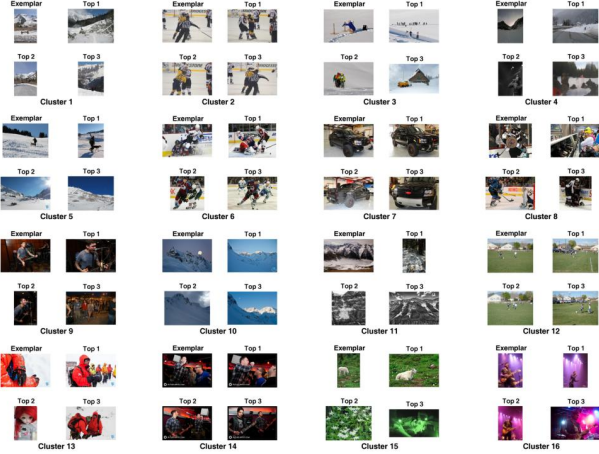 Exemplar Top 1 Exemplar Top 1 Exemplar Top 1 Exemplar Top 1
Top 2 Top 3 Top 2 Top 3 Top 2 Top 3 Top 2 Top 3
Cluster 1 Cluster 2 Cluster 3 Cluster 4
Exemplar Top 1 Exemplar Top 1 Exemplar Top 1 Exemplar Top 1
Top 2 Top 3 Top 2 Top 3 Top 2 Top 3 Top 2 Top 3
Cluster 5 Cluster 6 Cluster 7 Cluster 8
Exemplar Top 1 Exemplar Top 1 Exemplar Top 1 Exemplar Top 1
Top 2 Top 3 Top 2 Top 3 Top 2 Top 3 Top 2 Top 3
Cluster 9 Cluster 10 Cluster 11 Cluster 12
Exemplar Top 1 Exemplar Top 1 Exemplar Top 1 Exemplar Top 1
Top 2 Top 3 Top 2 Top 3 Top 2 Top 3 Top 2 Top 3
Cluster 13 Cluster 14 Cluster 15 Cluster 16